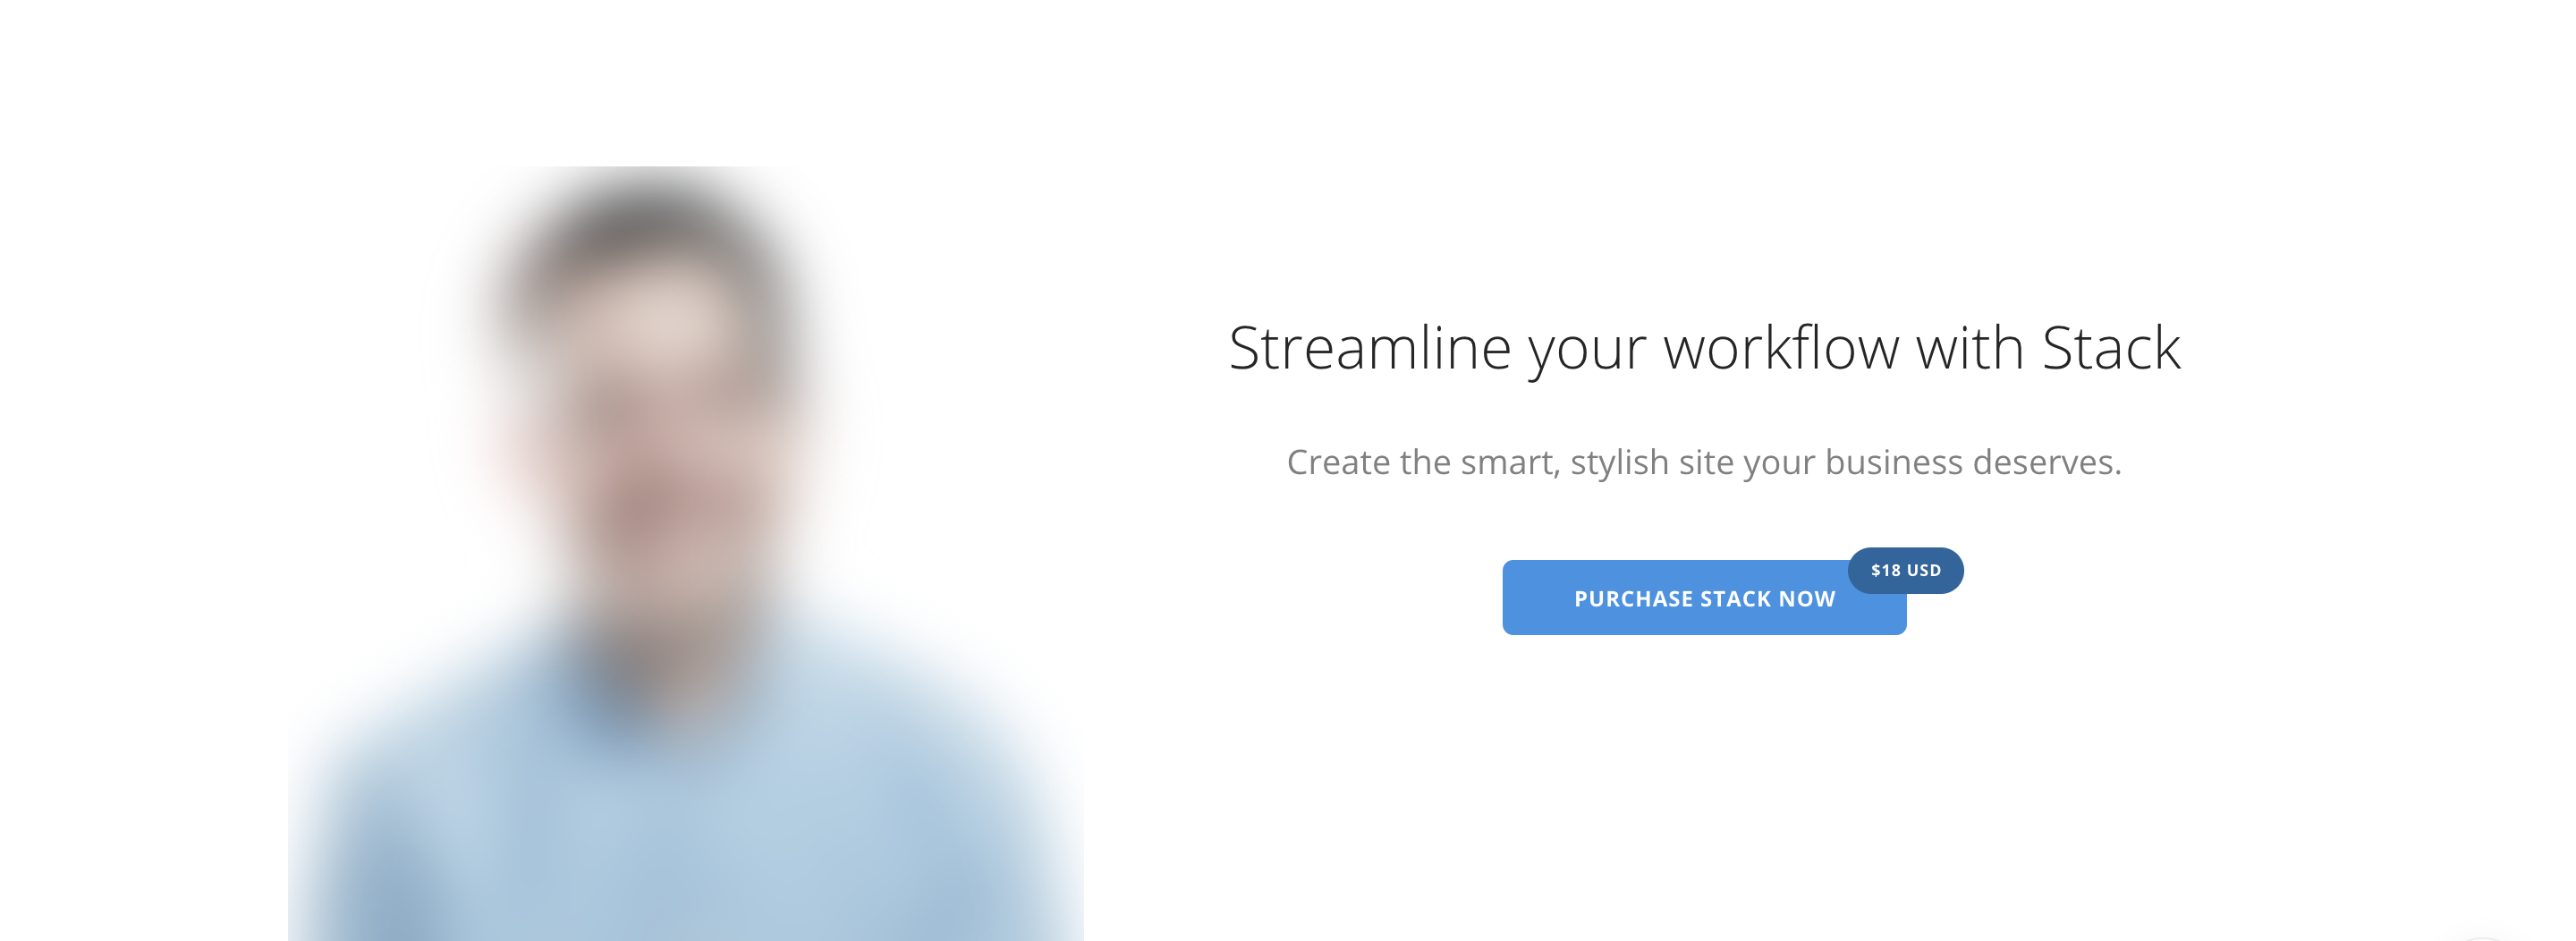 Streamline your workflow with Stack
Create the smart, stylish site your business deserves.
$18 USD
PURCHASE STACK NOW